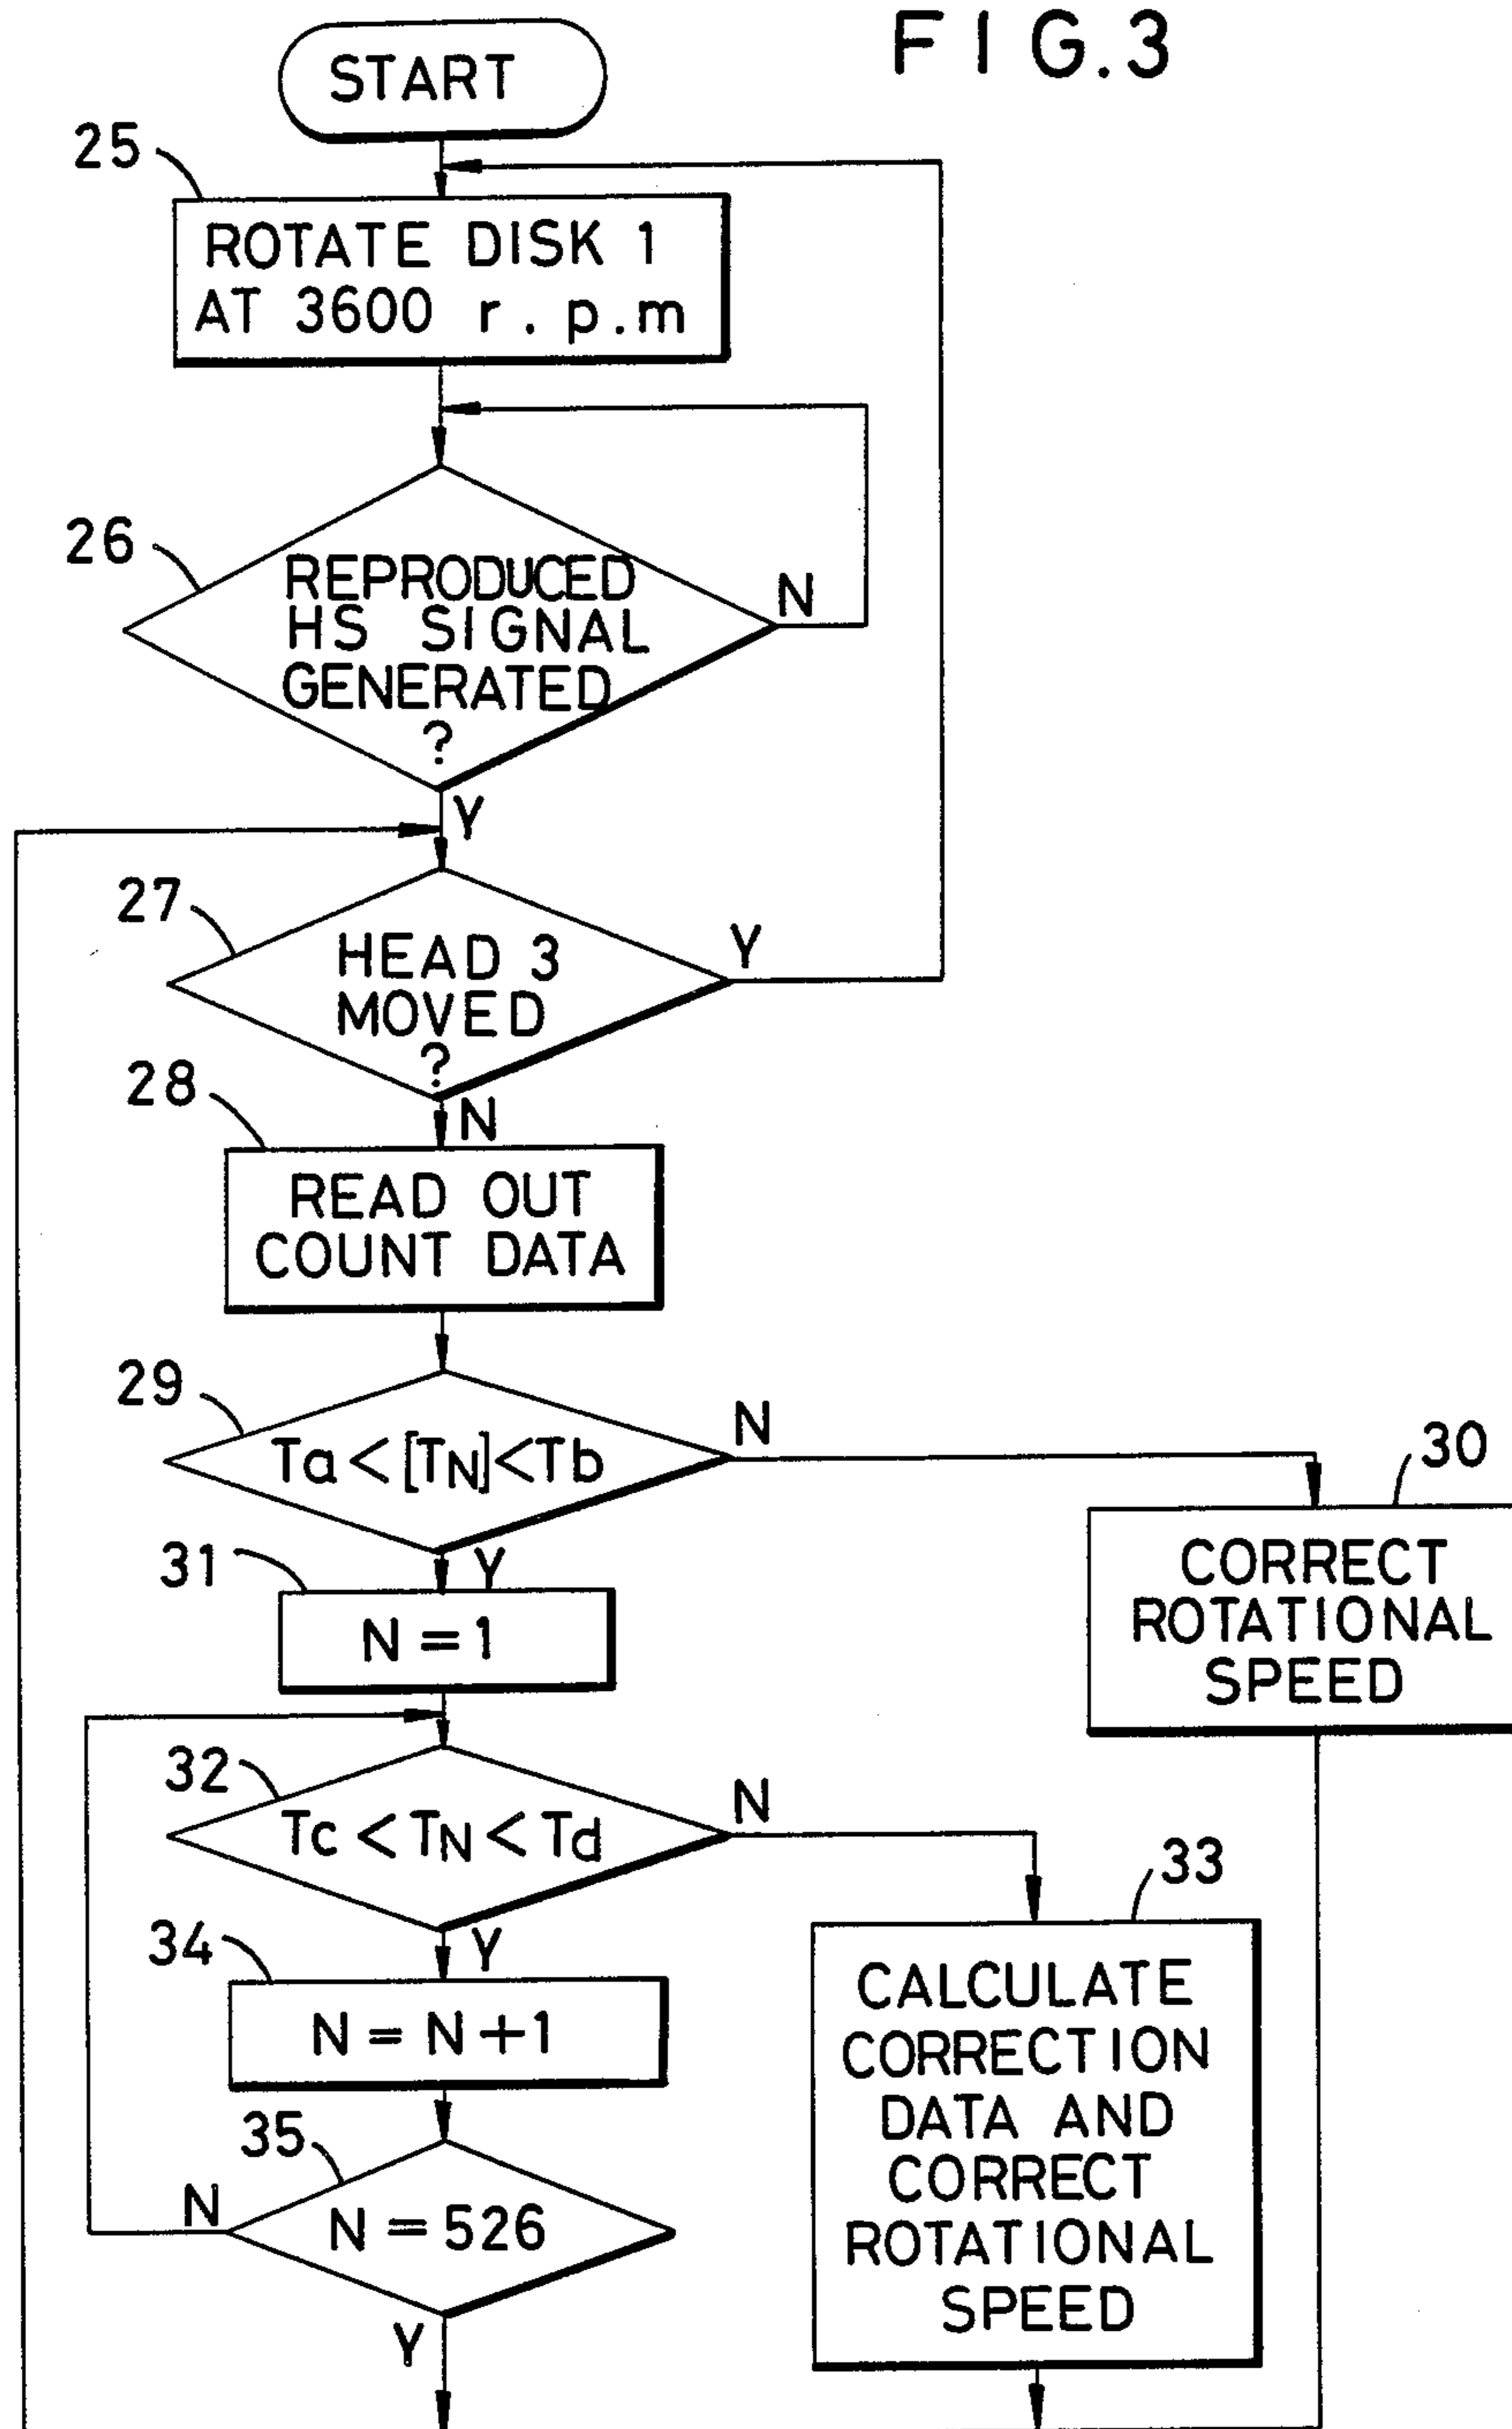 FIG.3
START
25
ROTATE DISK 1
AT 3600 r.p.m
26
REPRODUCED
HS SIGNAL
GENERATED
?
N
Y
27
HEAD 3
MOVED
?
Y
N
28
READ OUT
COUNT DATA
29
Ta<[TN]<Tb
N
30
CORRECT
ROTATIONAL
SPEED
Y
31
N=1
32
Tc<TN<Td
N
33
CALCULATE
CORRECTION
DATA AND
CORRECT
ROTATIONAL
SPEED
Y
34
N=N+1
35
N=526
N
Y